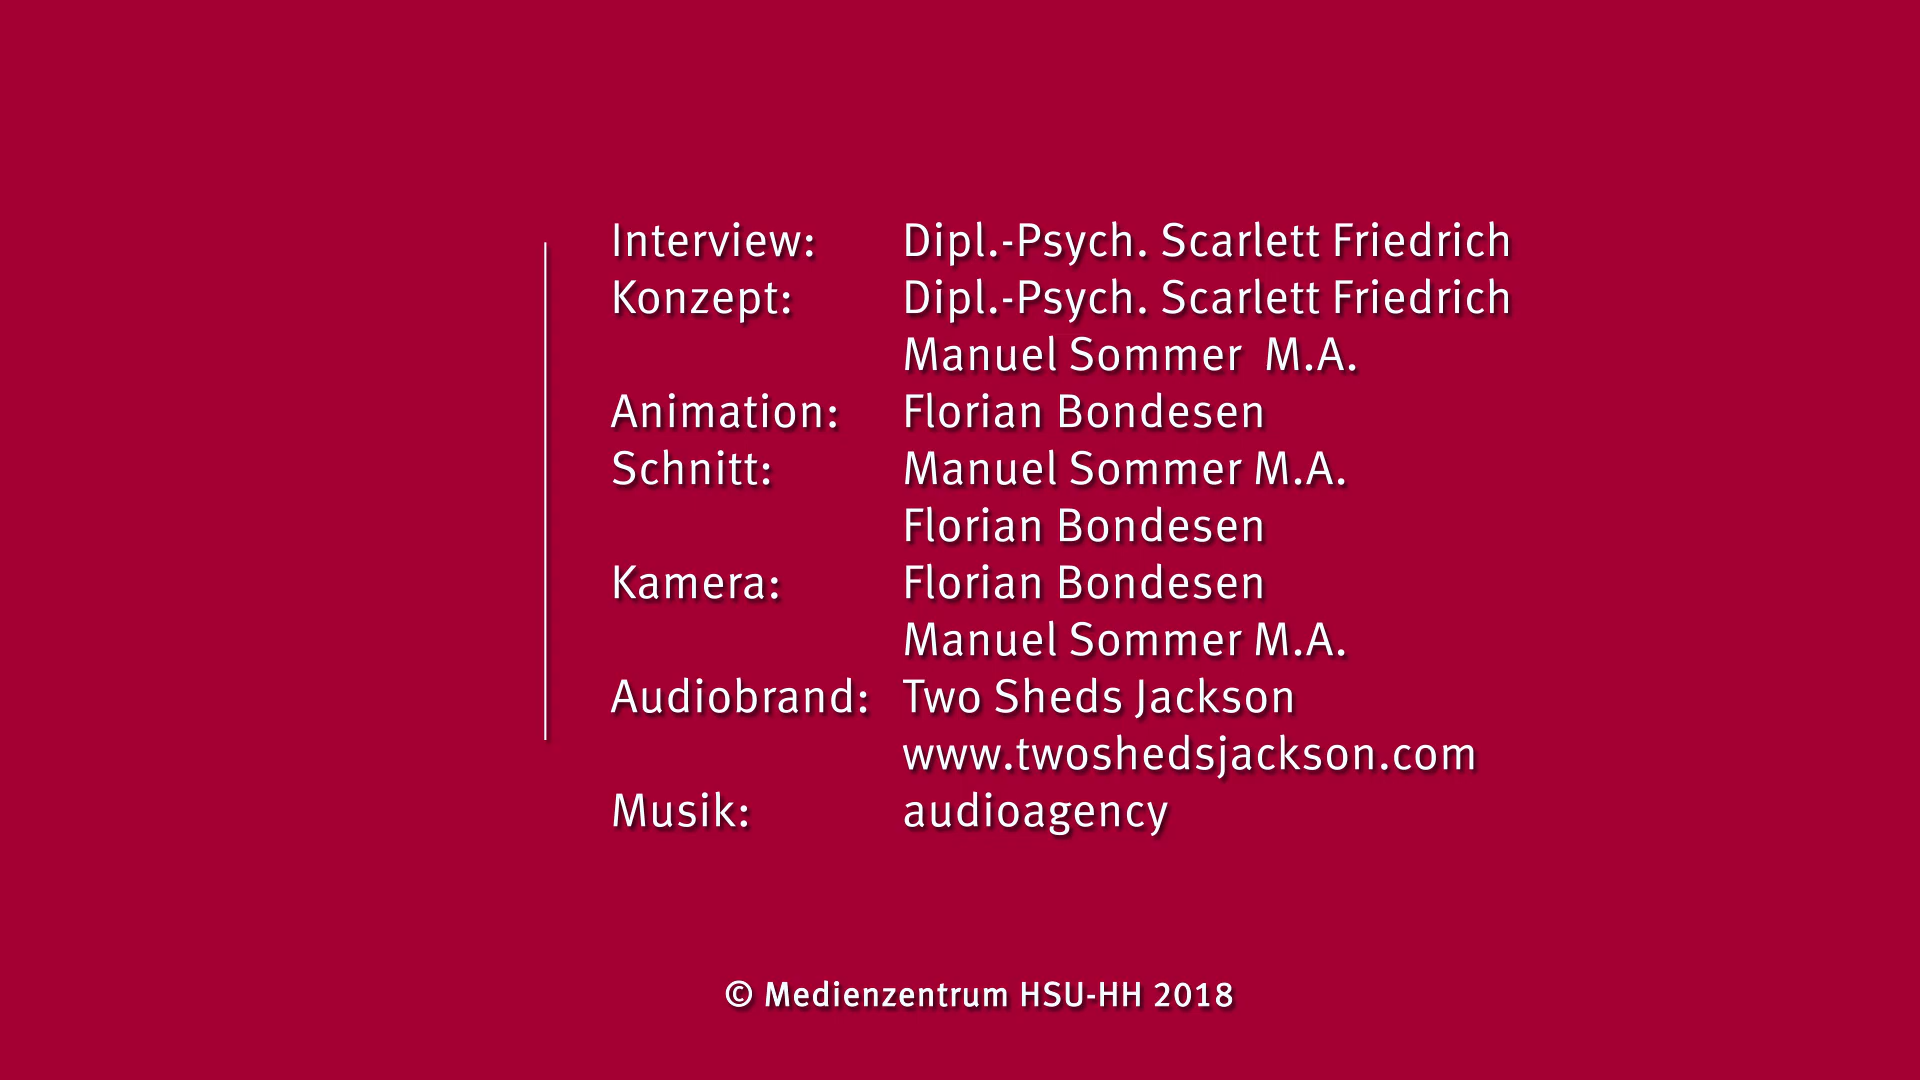 Interview: Dipl.-Psych. Scarlett Friedrich
Konzept: Dipl.-Psych. Scarlett Friedrich
Manuel Sommer  M.A.
Animation: Florian Bondesen
Schnitt: Manuel Sommer M.A.
Florian Bondesen
Kamera: Florian Bondesen
Manuel Sommer M.A.
Audiobrand: Two Sheds Jackson
www.twoshedsjackson.com
Musik: audioagency
© Medienzentrum HSU-HH 2018